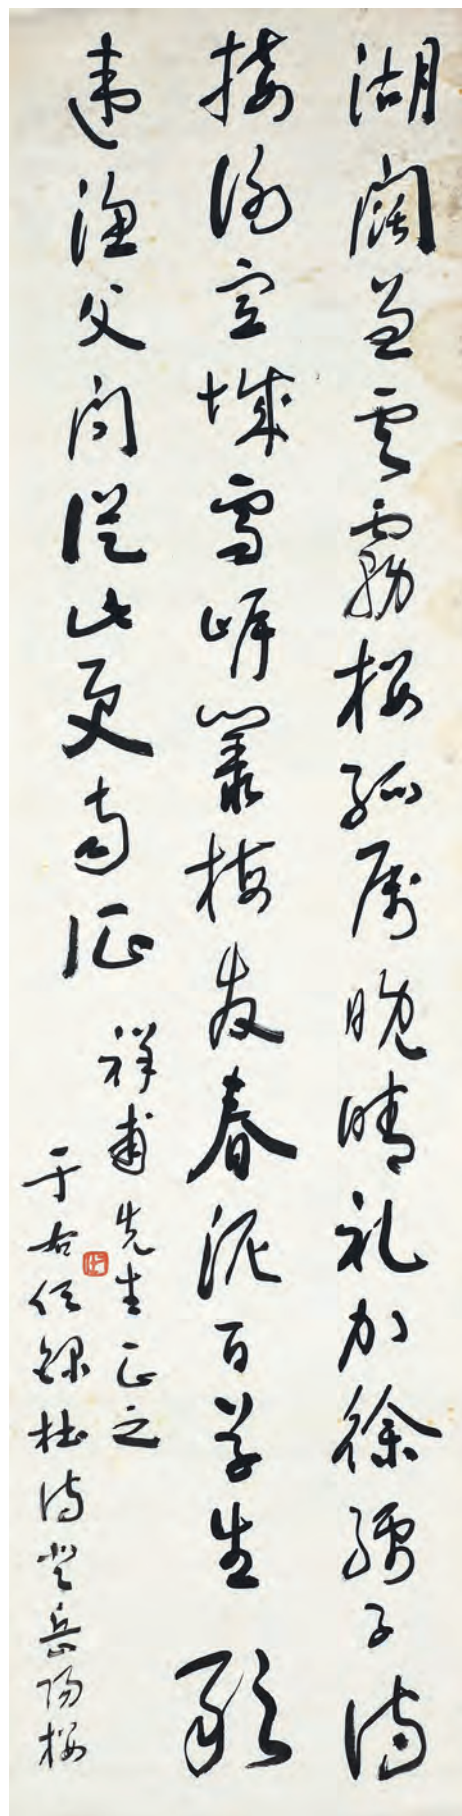 湖闊兼雲霧樓孤屬晚晴礼加徐孺子詩
接謝宣城雪岸叢梅發春泥百草生敢
違漁父問從此更南征
祥甫先生正之
于右任錄杜詩登岳陽樓